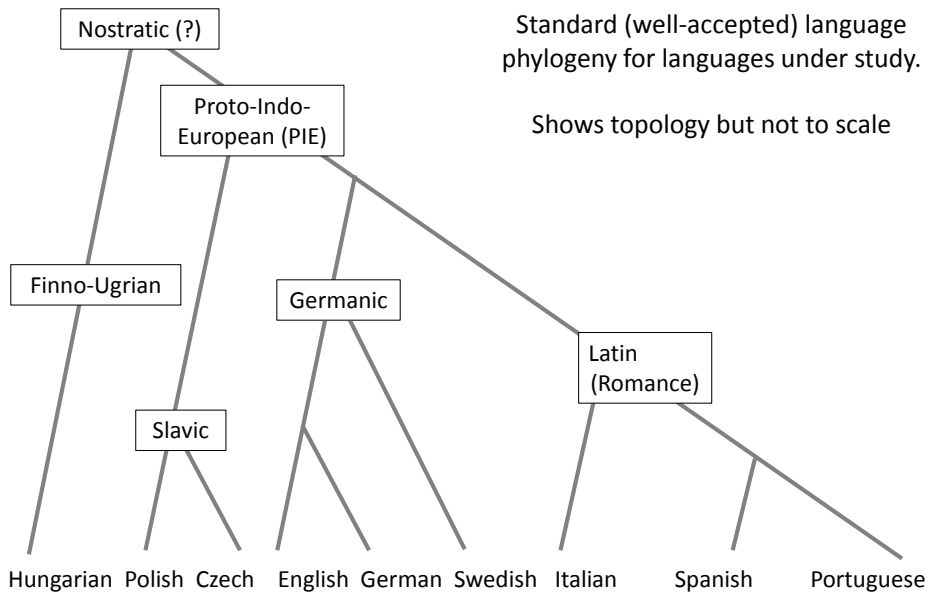 Nostratic (?)
Standard (well-accepted) language
phylogeny for languages under study.
Shows topology but not to scale
Proto-Indo-
European (PIE)
Finno-Ugrian
Germanic
Latin
(Romance)
Slavic
Hungarian Polish Czech English German Swedish Italian Spanish Portuguese